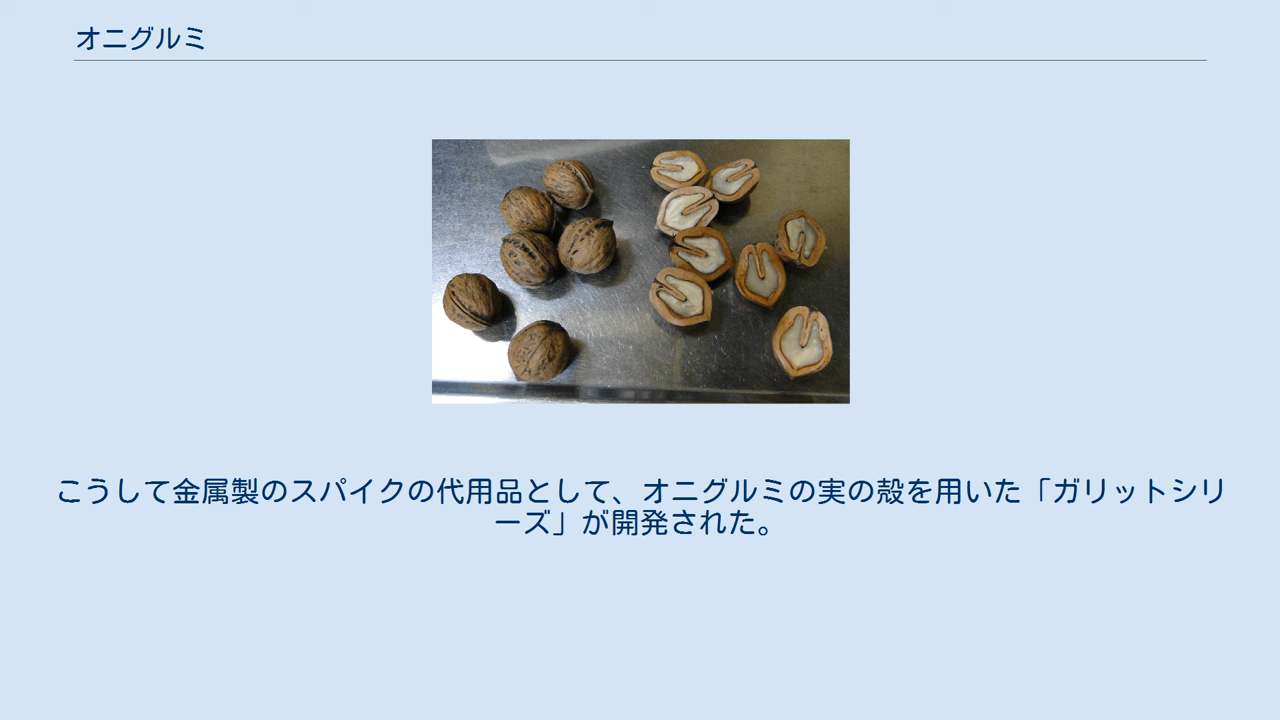 オニグルミ
こうして金属製のスパイクの代用品として、オニグルミの実の殻を用いた「ガリットシリ
ーズ」が開発された。